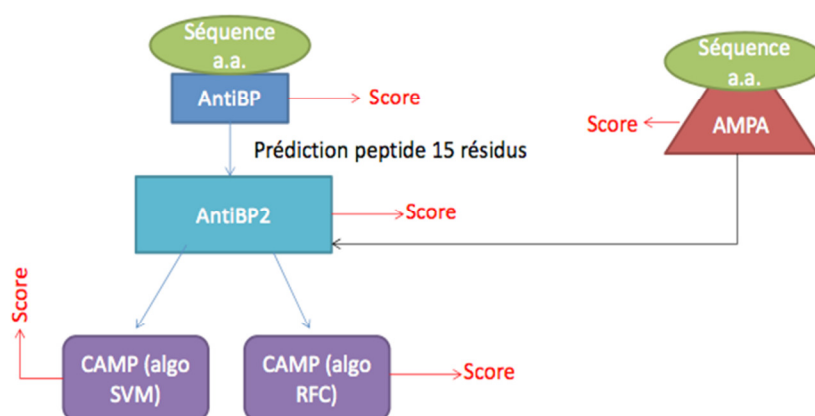 Séquence
a.a.
AntiBP
Score
Séquence
a.a.
Score
AMPA
Prédiction peptide 15 résidus
AntiBP2
Score
Score
CAMP (algo
SVM)
CAMP (algo
RFC)
Score